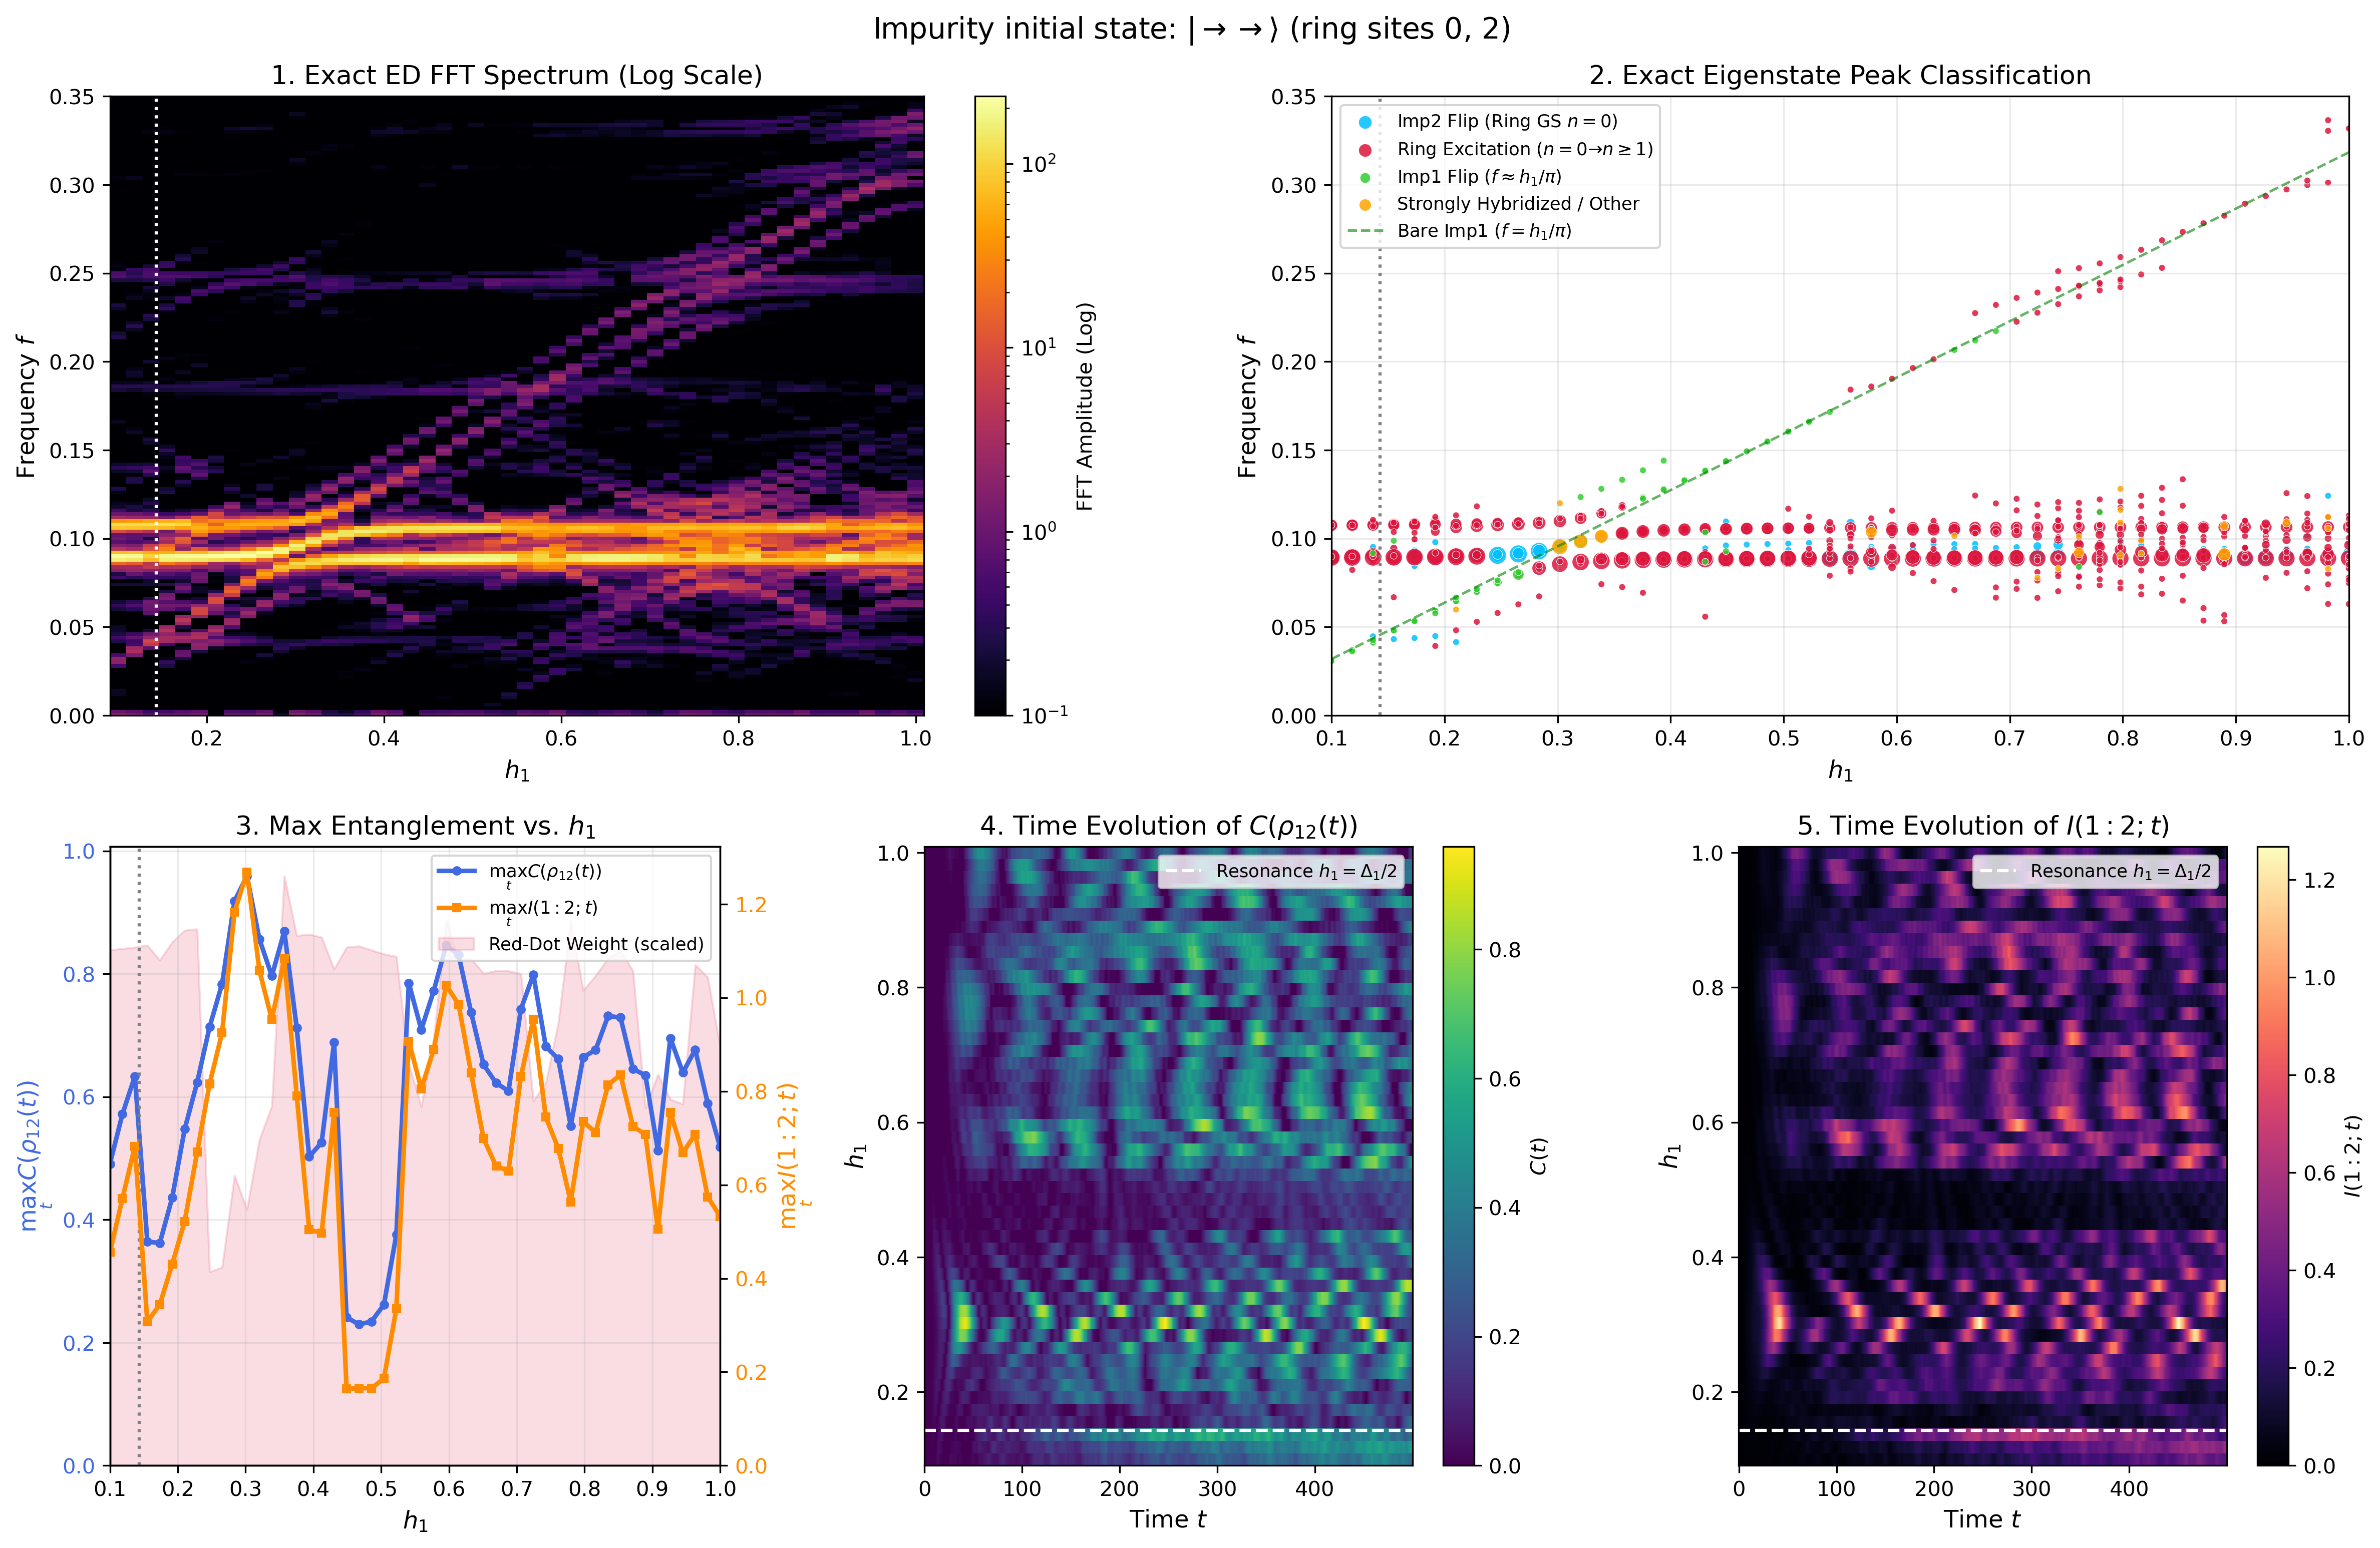 Impurity initial state: |→→⟩ (ring sites 0, 2)
1. Exact ED FFT Spectrum (Log Scale)
0.35
0.30
0.25
0.20
0.15
0.10
0.05
0.00
Frequency f
0.2 0.4 0.6 0.8 1.0
h₁
10²
10¹
10⁰
10⁻¹
FFT Amplitude (Log)
2. Exact Eigenstate Peak Classification
0.35
0.30
0.25
0.20
0.15
0.10
0.05
0.00
Frequency f
Imp2 Flip (Ring GS n = 0)
Ring Excitation (n = 0→n ≥ 1)
Imp1 Flip (f ≈ h₁/π)
Strongly Hybridized / Other
Bare Imp1 (f = h₁/π)
0.1 0.2 0.3 0.4 0.5 0.6 0.7 0.8 0.9 1.0
h₁
3. Max Entanglement vs. h₁
1.0
0.8
0.6
0.4
0.2
0.0
max C(ρ₁₂(t))
t
max C(ρ₁₂(t))
t
max I(1 : 2; t)
t
Red-Dot Weight (scaled)
1.2
1.0
0.8
0.6
0.4
0.2
0.0
max I(1 : 2; t)
t
0.1 0.2 0.3 0.4 0.5 0.6 0.7 0.8 0.9 1.0
h₁
4. Time Evolution of C(ρ₁₂(t))
1.0
0.8
0.6
0.4
0.2
h₁
Resonance h₁ = Δ₁/2
0 100 200 300 400
Time t
0.8
0.6
0.4
0.2
0.0
C(t)
5. Time Evolution of I(1 : 2; t)
1.0
0.8
0.6
0.4
0.2
h₁
Resonance h₁ = Δ₁/2
0 100 200 300 400
Time t
1.2
1.0
0.8
0.6
0.4
0.2
0.0
I(1 : 2; t)